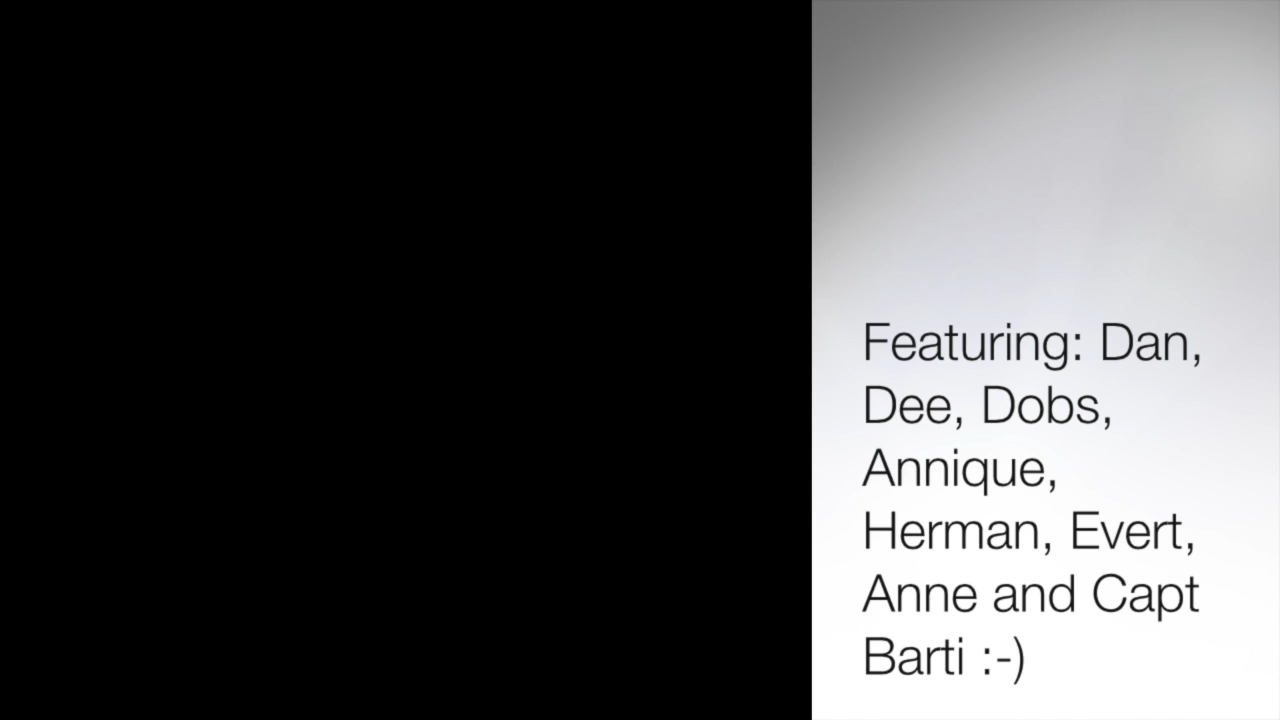 Featuring: Dan,
Dee, Dobs,
Annique,
Herman, Evert,
Anne and Capt
Barti :-)